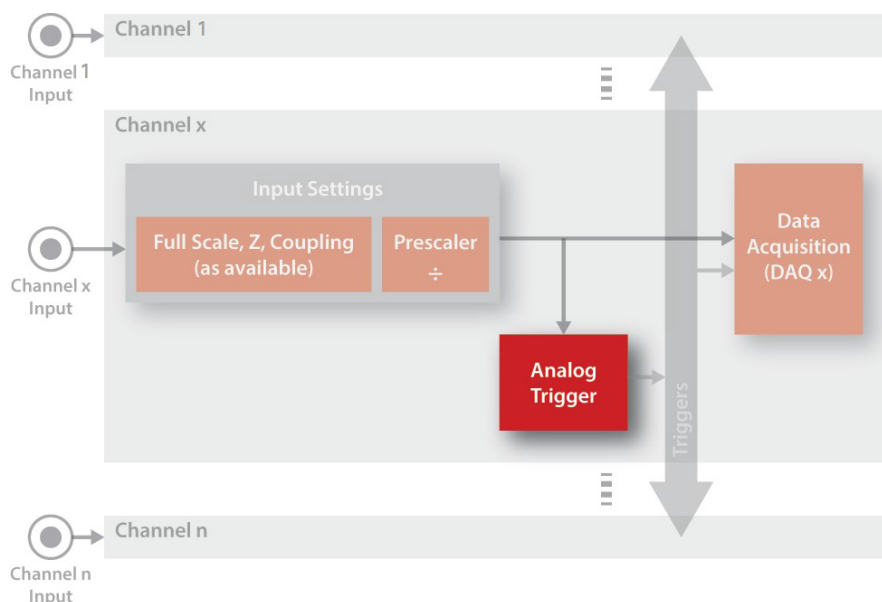 Channel 1
Channel 1
Input
Channel x
Input Settings
Full Scale, Z, Coupling
(as available)
Prescaler
÷
Data
Acquisition
(DAQ x)
Channel x
Input
Analog
Trigger
Triggers
Channel n
Channel n
Input